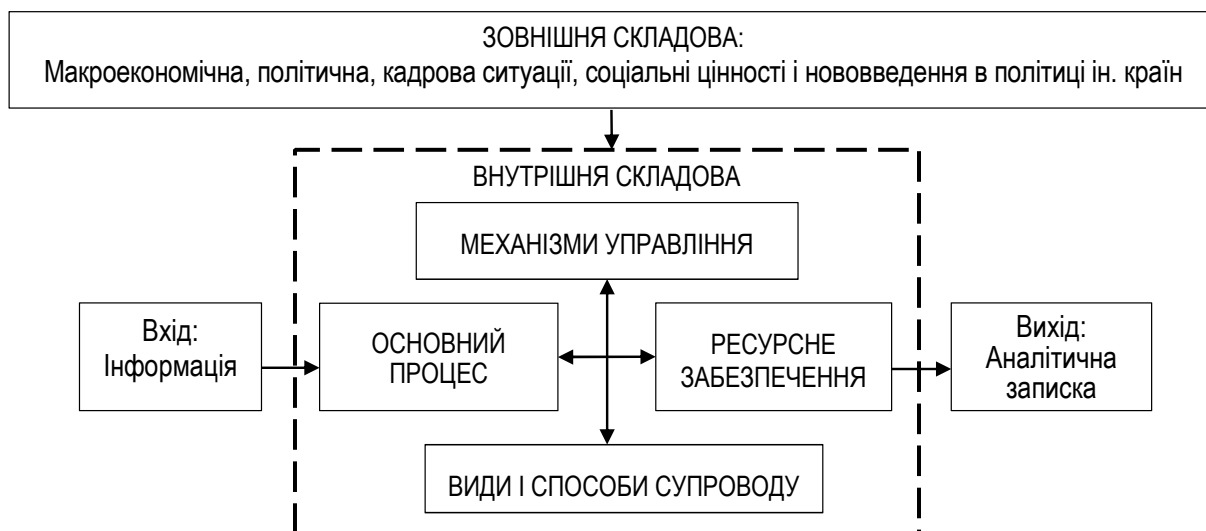 ЗОВНІШНЯ СКЛАДОВА:
Макроекономічна, політична, кадрова ситуації, соціальні цінності і нововведення в політиці ін. країн
ВНУТРІШНЯ СКЛАДОВА
МЕХАНІЗМИ УПРАВЛІННЯ
Вхід:
Інформація
ОСНОВНИЙ
ПРОЦЕС
РЕСУРСНЕ
ЗАБЕЗПЕЧЕННЯ
Вихід:
Аналітична
записка
ВИДИ І СПОСОБИ СУПРОВОДУ